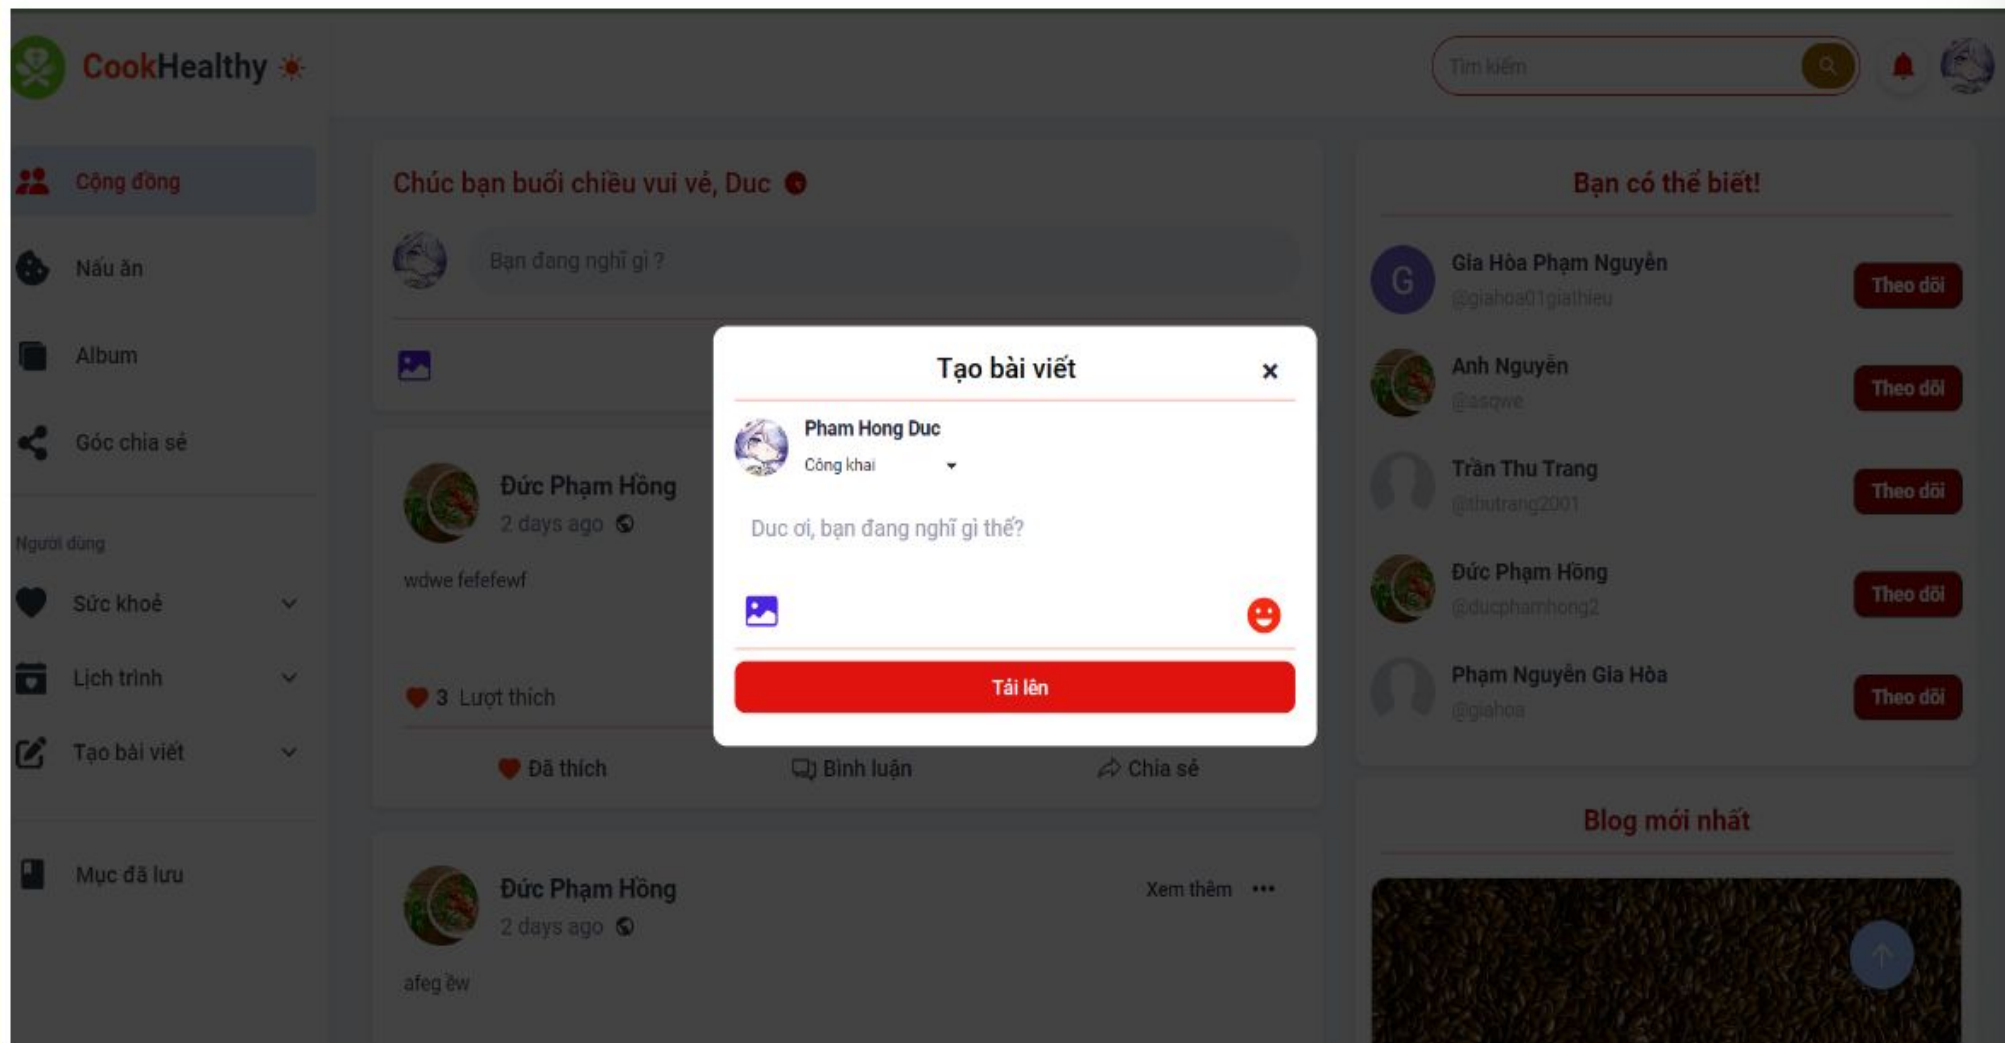 CookHealthy
Tìm kiếm
Cộng đồng
Nấu ăn
Album
Góc chia sẻ
Người dùng
Sức khoẻ
Lịch trình
Tạo bài viết
Mục đã lưu
Chúc bạn buổi chiều vui vẻ, Duc
Bạn đang nghĩ gì ?
Đức Phạm Hồng
2 days ago
wdwe fefefewf
3 Lượt thích
Đã thích
Bình luận
Chia sẻ
Đức Phạm Hồng
2 days ago
Xem thêm
afeg ềw
Tạo bài viết
Pham Hong Duc
Công khai
Duc ơi, bạn đang nghĩ gì thế?
Tải lên
Bạn có thể biết!
G
Gia Hòa Phạm Nguyễn
@giahoa01giathieu
Theo dõi
Anh Nguyễn
@asqwe
Theo dõi
Trần Thu Trang
@thutrang2001
Theo dõi
Đức Phạm Hồng
@ducphamhong2
Theo dõi
Phạm Nguyễn Gia Hòa
@giahoa
Theo dõi
Blog mới nhất